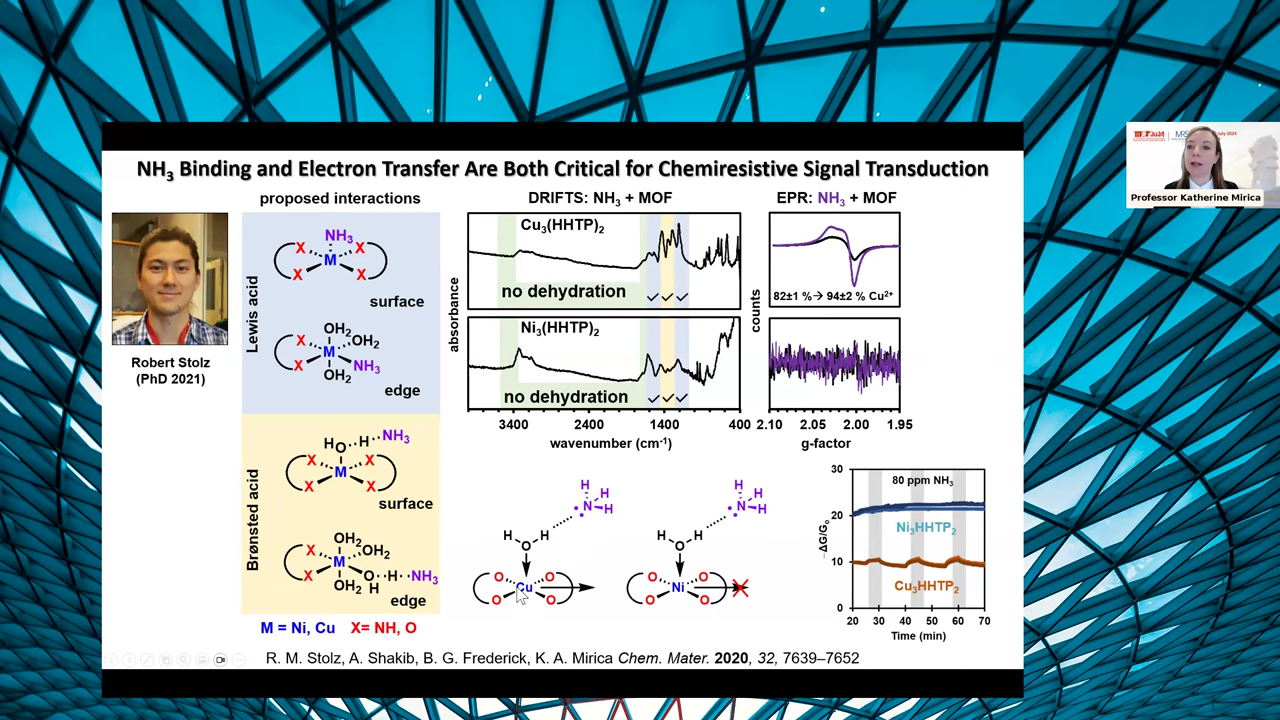 NH₃ Binding and Electron Transfer Are Both Critical for Chemiresistive Signal Transduction
proposed interactions
DRIFTS: NH₃ + MOF
EPR: NH₃ + MOF
Robert Stolz
(PhD 2021)
Lewis acid
NH₃
X X
M
X X
surface
OH₂
X OH₂
M
X NH₃
OH₂
edge
Brønsted acid
H O H NH₃
X X
M
X X
surface
OH₂
X OH₂
M
X O H NH₃
OH₂ H
edge
M = Ni, Cu X= NH, O
absorbance
Cu₃(HHTP)₂
no dehydration
Ni₃(HHTP)₂
no dehydration
3400 2400 1400 400
wavenumber (cm⁻¹)
counts
82±1 %→ 94±2 % Cu²⁺
2.10 2.05 2.00 1.95
g-factor
H
N H
H
H H
O
O O
Cu
O O
H
N H
H
H H
O
O O
Ni
O O
30
20
10
0
-ΔG/G₀
80 ppm NH₃
Ni₃HHTP₂
Cu₃HHTP₂
20 30 40 50 60 70
Time (min)
R. M. Stolz, A. Shakib, B. G. Frederick, K. A. Mirica Chem. Mater. 2020, 32, 7639–7652
MRS
July 2024
Professor Katherine Mirica